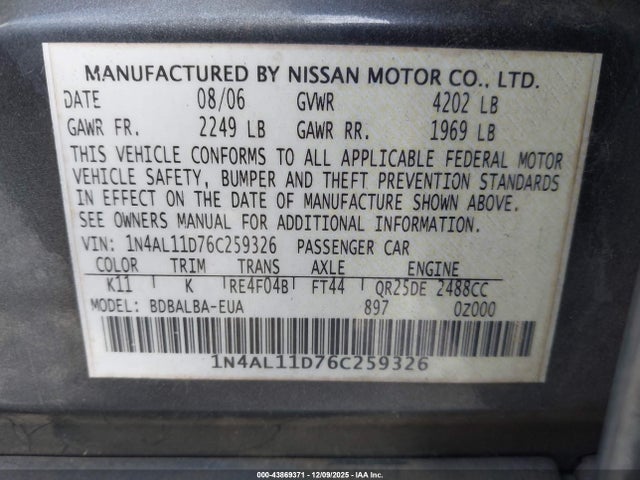 MANUFACTURED BY NISSAN MOTOR CO., LTD.
DATE 08/06 GVWR 4202 LB
GAWR FR. 2249 LB GAWR RR. 1969 LB
THIS VEHICLE CONFORMS TO ALL APPLICABLE FEDERAL MOTOR
VEHICLE SAFETY, BUMPER AND THEFT PREVENTION STANDARDS
IN EFFECT ON THE DATE OF MANUFACTURE SHOWN ABOVE.
SEE OWNERS MANUAL FOR ADDITIONAL INFORMATION.
VIN: 1N4AL11D76C259326 PASSENGER CAR
COLOR TRIM TRANS AXLE ENGINE
K11 K RE4F04B FT44 QR25DE 2488CC
MODEL: BDBALBA-EUA 897 0Z000
1N4AL11D76C259326
000-43869371 - 12/09/2025 - IAA Inc.